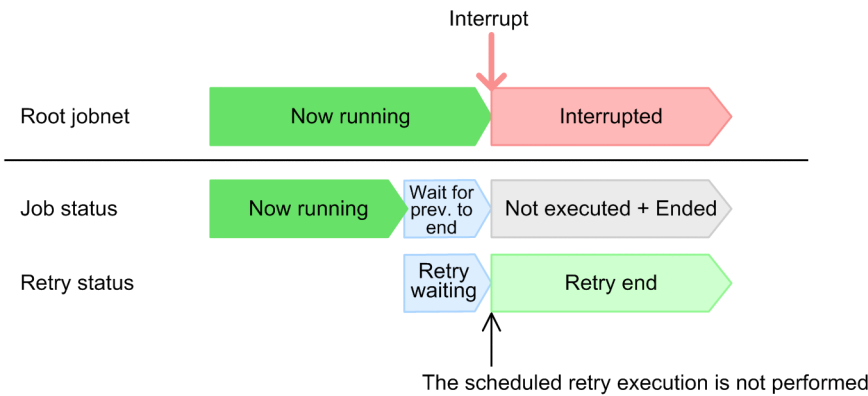 Interrupt
Root jobnet
Now running
Interrupted
Job status
Now running
Wait for
prev. to
end
Not executed + Ended
Retry status
Retry
waiting
Retry end
The scheduled retry execution is not performed